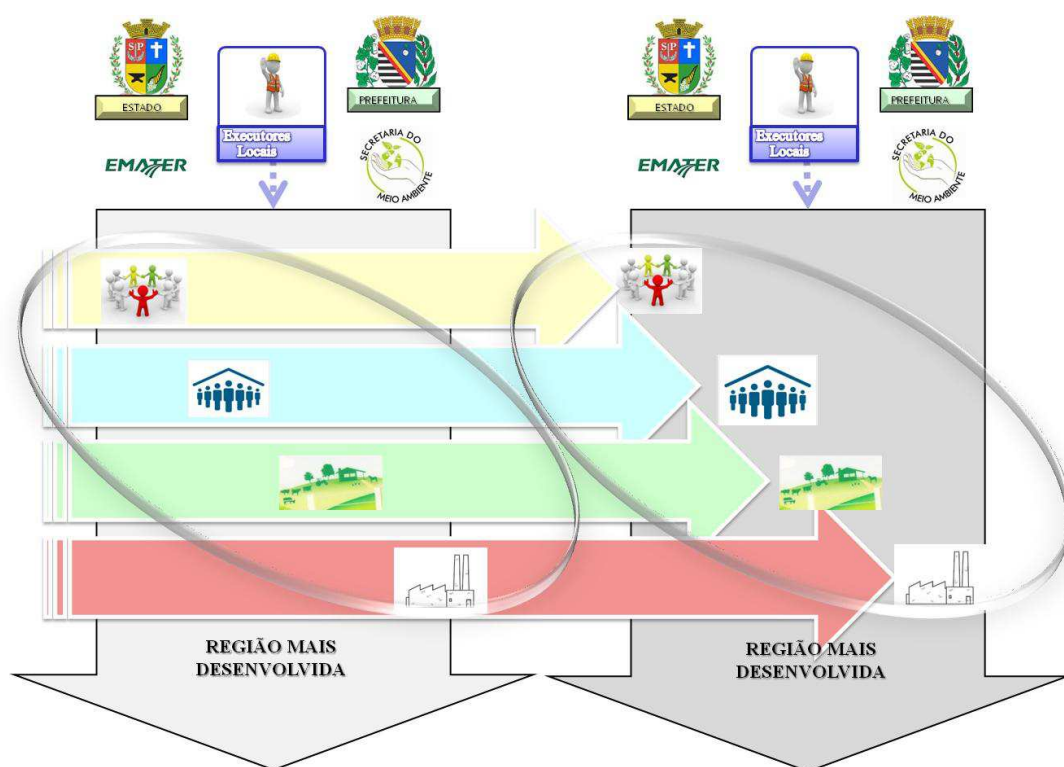 S P
ESTADO
Executores
Locais
PREFEITURA
EMATER
SECRETARIA DO
MEIO AMBIENTE
S P
ESTADO
Executores
Locais
PREFEITURA
EMATER
SECRETARIA DO
MEIO AMBIENTE
REGIÃO MAIS
DESENVOLVIDA
REGIÃO MAIS
DESENVOLVIDA